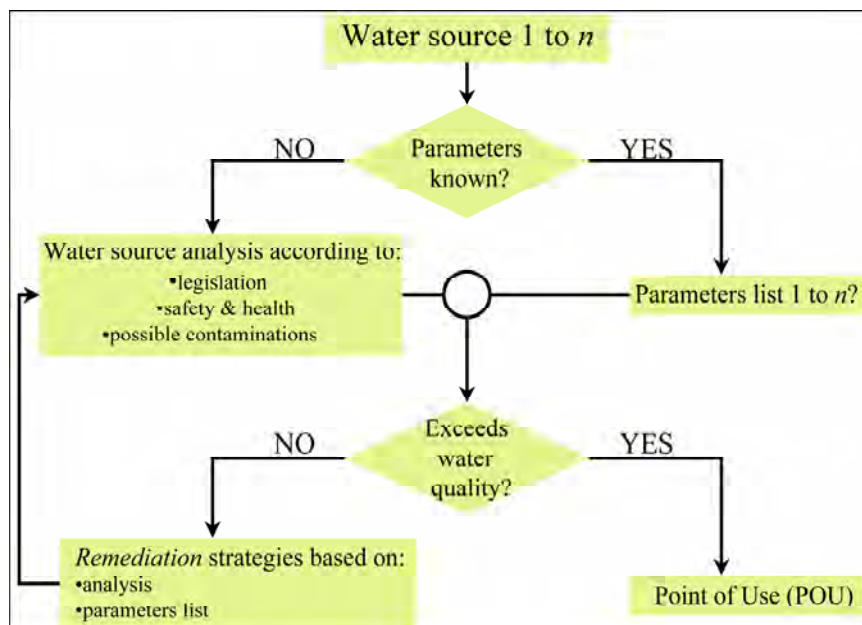 Water source 1 to n
NO
Parameters
known?
YES
Water source analysis according to:
•legislation
•safety & health
•possible contaminations
Parameters list 1 to n?
NO
Exceeds
water
quality?
YES
Remediation strategies based on:
•analysis
•parameters list
Point of Use (POU)